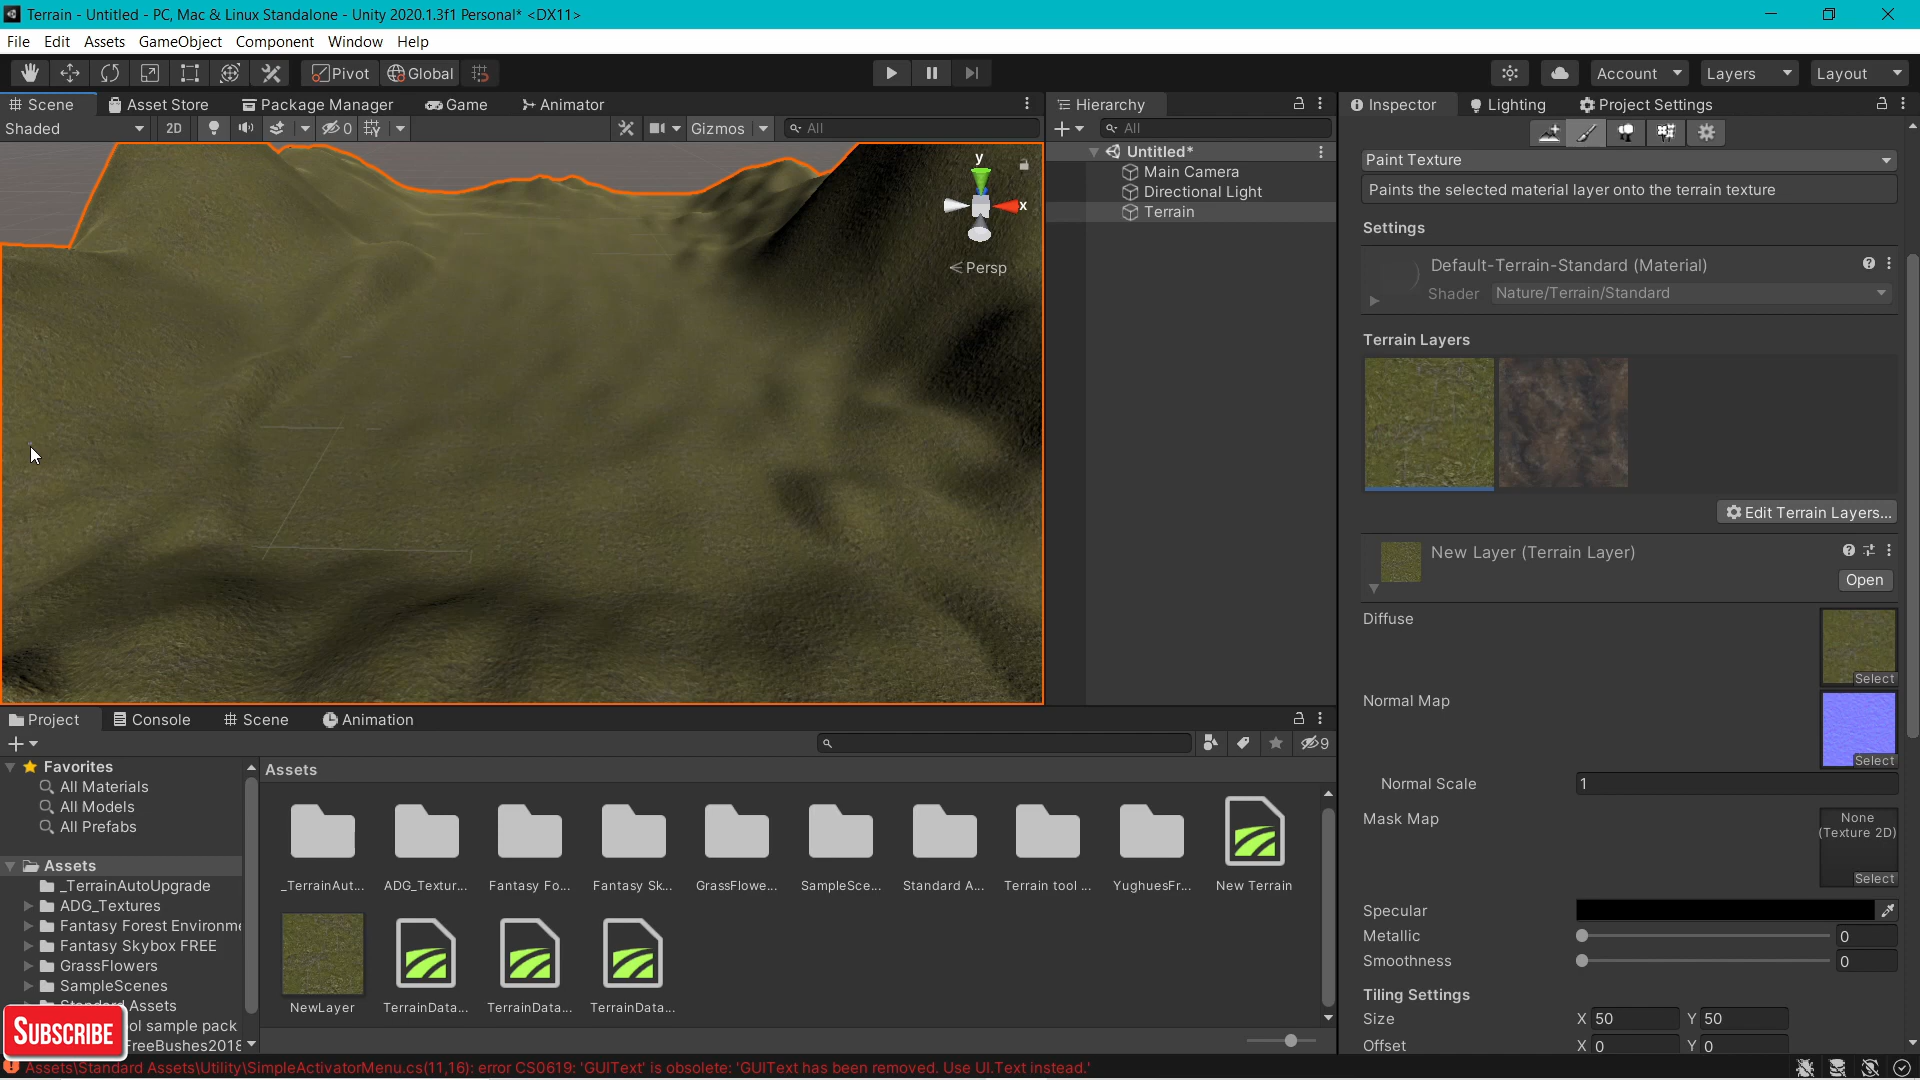 Terrain - Untitled - PC, Mac & Linux Standalone - Unity 2020.1.3f1 Personal* <DX11>
File Edit Assets GameObject Component Window Help
Pivot Global Account Layers Layout
Scene Asset Store Package Manager Game Animator
Shaded 2D 0 Gizmos All
y
x
Persp
Hierarchy
All
Untitled*
Main Camera
Directional Light
Terrain
Inspector Lighting Project Settings
Paint Texture
Paints the selected material layer onto the terrain texture
Settings
Default-Terrain-Standard (Material)
Shader Nature/Terrain/Standard
Terrain Layers
Edit Terrain Layers...
New Layer (Terrain Layer)
Open
Diffuse
Select
Normal Map
Select
Normal Scale 1
Mask Map
None
(Texture 2D)
Select
Specular
Metallic 0
Smoothness 0
Tiling Settings
Size X 50 Y 50
Offset X 0 Y 0
Project Console Scene Animation
9
Favorites
All Materials
All Models
All Prefabs
Assets
_TerrainAutoUpgrade
ADG_Textures
Fantasy Forest Environme
Fantasy Skybox FREE
GrassFlowers
SampleScenes
Standard Assets
ol sample pack
FreeBushes2018
SUBSCRIBE
Assets
_TerrainAut... ADG_Textur... Fantasy Fo... Fantasy Sk... GrassFlowe... SampleSce... Standard A... Terrain tool ... YughuesFr... New Terrain
NewLayer TerrainData... TerrainData... TerrainData...
Assets\Standard Assets\Utility\SimpleActivatorMenu.cs(11,16): error CS0619: 'GUIText' is obsolete: 'GUIText has been removed. Use UI.Text instead.'